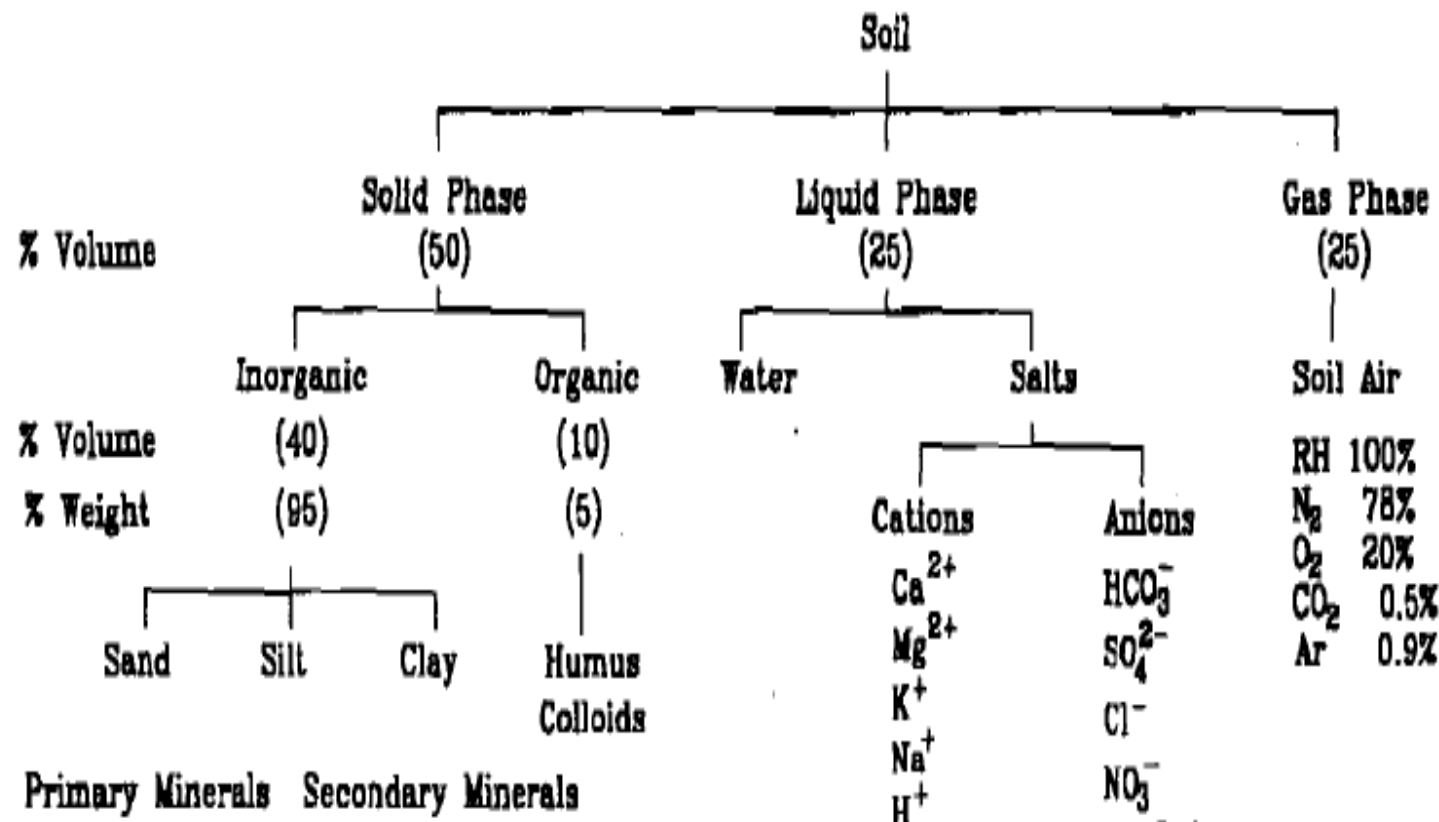 Soil
Solid Phase Liquid Phase Gas Phase
% Volume (50) (25) (25)
Inorganic Organic Water Salts Soil Air
% Volume (40) (10)
RH 100%
% Weight (95) (5) Cations Anions
N₂ 78%
O₂ 20%
Ca²⁺ HCO₃⁻ CO₂ 0.5%
Sand Silt Clay Humus Mg²⁺ SO₄²⁻ Ar 0.9%
Colloids K⁺ Cl⁻
Na⁺
Primary Minerals Secondary Minerals NO₃⁻
H⁺